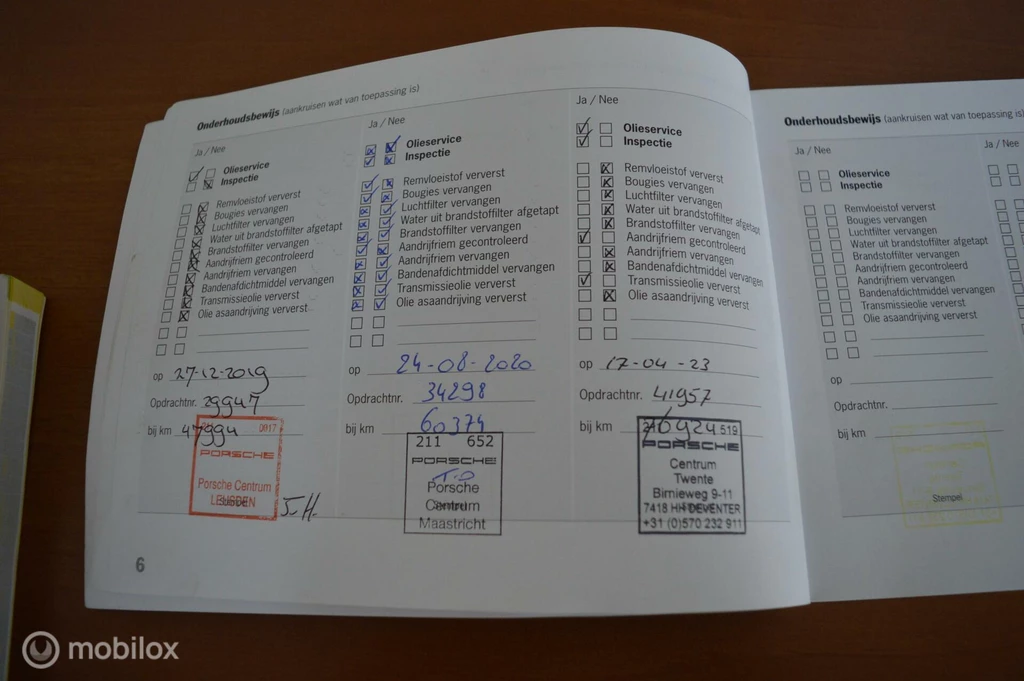 Onderhoudsbewijs (aankruisen wat van toepassing is)
Ja / Nee
Olieservice
Inspectie
Remvloeistof ververst
Bougies vervangen
Luchtfilter vervangen
Water uit brandstoffilter afgetapt
Brandstoffilter vervangen
Aandrijfriem gecontroleerd
Aandrijfriem vervangen
Bandenafdichtmiddel vervangen
Transmissieolie ververst
Olie asaandrijving ververst
op 27-12-2019
Opdrachtnr. 29947
bij km 47994
D017
PORSCHE
Porsche Centrum
LEUSDEN
J.H.
Ja / Nee
Olieservice
Inspectie
Remvloeistof ververst
Bougies vervangen
Luchtfilter vervangen
Water uit brandstoffilter afgetapt
Brandstoffilter vervangen
Aandrijfriem gecontroleerd
Aandrijfriem vervangen
Bandenafdichtmiddel vervangen
Transmissieolie ververst
Olie asaandrijving ververst
op 24-08-2020
Opdrachtnr. 34298
bij km 60374
211 652
PORSCHE
Porsche
Centrum
Maastricht
Ja / Nee
Olieservice
Inspectie
Remvloeistof ververst
Bougies vervangen
Luchtfilter vervangen
Water uit brandstoffilter afgetapt
Brandstoffilter vervangen
Aandrijfriem gecontroleerd
Aandrijfriem vervangen
Bandenafdichtmiddel vervangen
Transmissieolie ververst
Olie asaandrijving ververst
op 17-04-23
Opdrachtnr. 41957
bij km
519
PORSCHE
Centrum
Twente
Birnieweg 9-11
7418 HH DEVENTER
+31 (0)570 232 911
6
Onderhoudsbewijs (aankruisen wat van toepassing is)
Ja / Nee
Olieservice
Inspectie
Remvloeistof ververst
Bougies vervangen
Luchtfilter vervangen
Water uit brandstoffilter afgetapt
Brandstoffilter vervangen
Aandrijfriem gecontroleerd
Aandrijfriem vervangen
Bandenafdichtmiddel vervangen
Transmissieolie ververst
Olie asaandrijving ververst
op
Opdrachtnr.
bij km
Stempel
Ja / Nee
mobilox